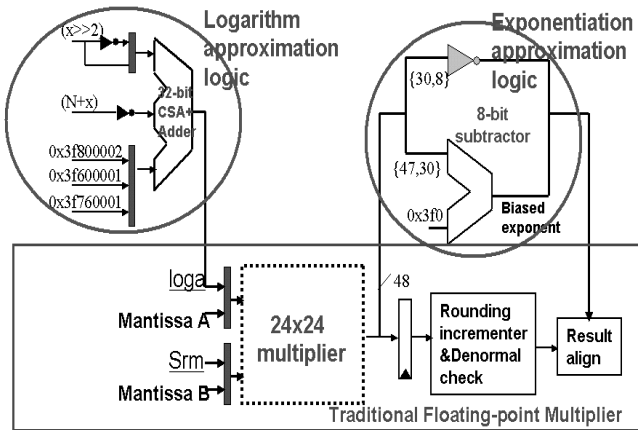 Logarithm
approximation
logic
(x>>2)
(N+x)
32-bit
CSA+
Adder
0x3f800002
0x3f600001
0x3f760001
Exponentiation
approximation
logic
{30,8}
8-bit
subtractor
{47,30}
0x3f0
Biased
exponent
loga
Mantissa A
Srm
Mantissa B
24x24
multiplier
48
Rounding
incrementer
&Denormal
check
Result
align
Traditional Floating-point Multiplier